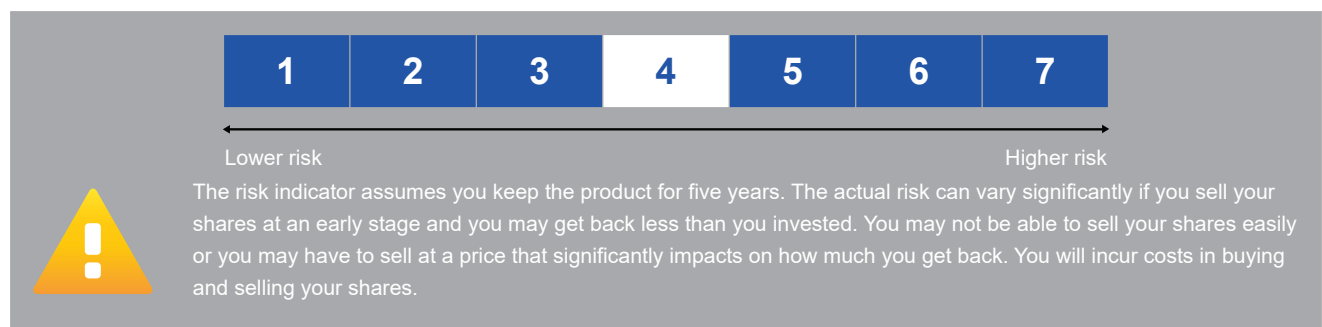 1 2 3 4 5 6 7
Lower risk Higher risk
The risk indicator assumes you keep the product for five years. The actual risk can vary significantly if you sell your
shares at an early stage and you may get back less than you invested. You may not be able to sell your shares easily
or you may have to sell at a price that significantly impacts on how much you get back. You will incur costs in buying
and selling your shares.